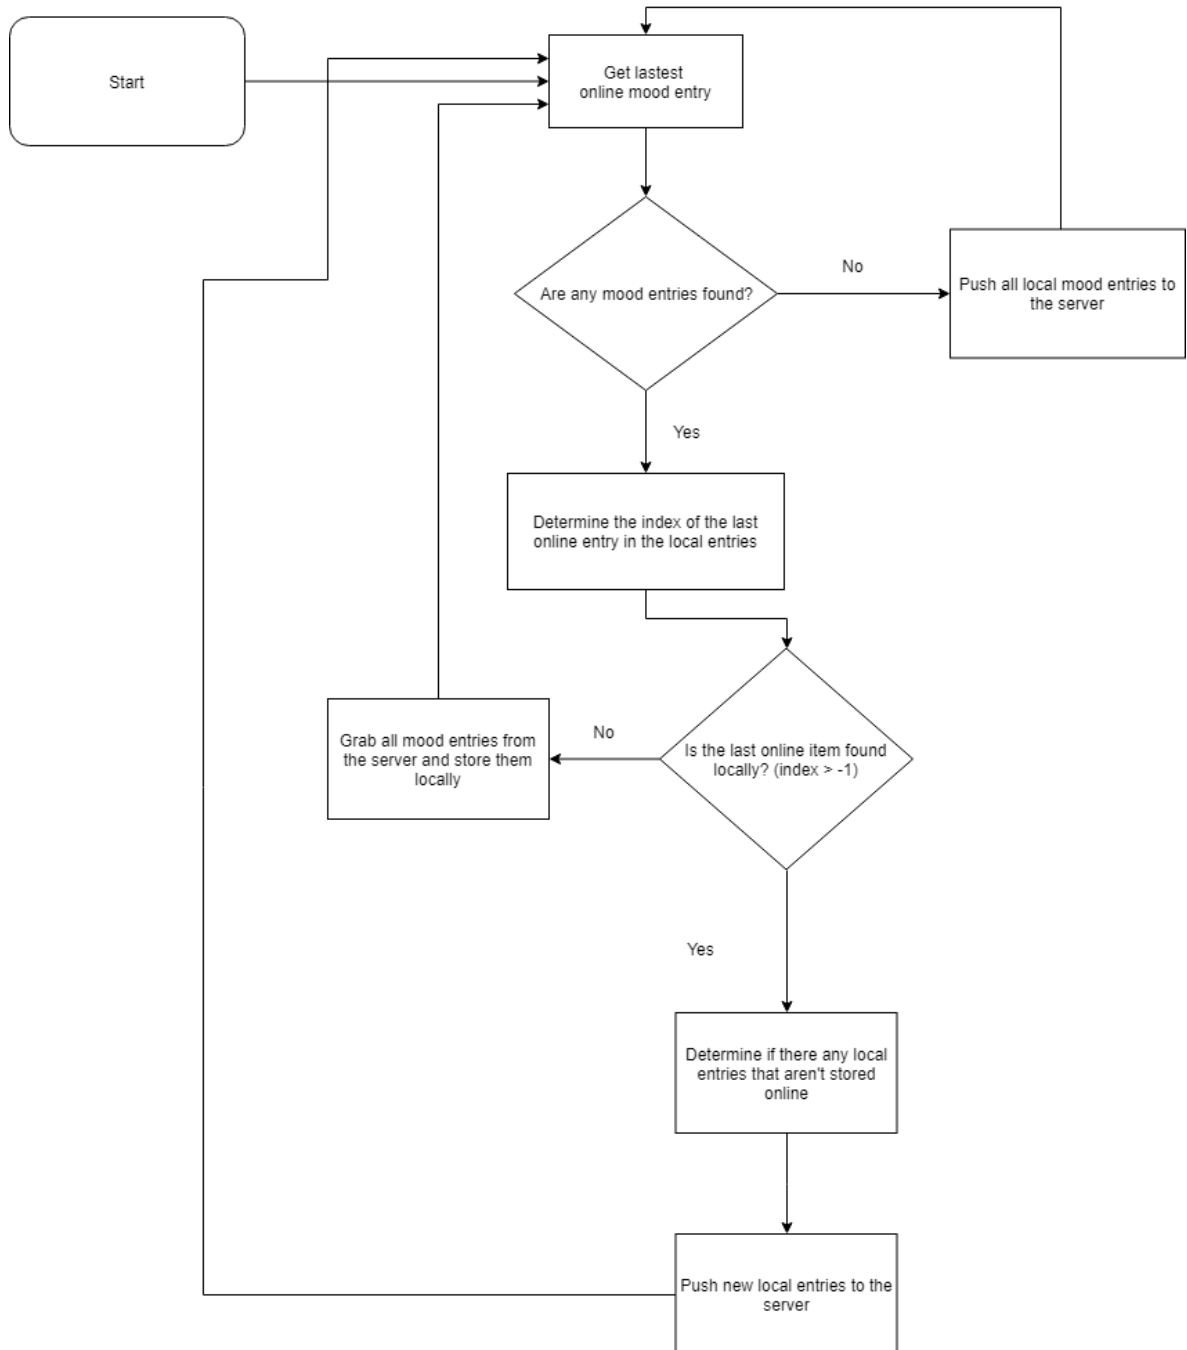 Start
Get lastest
online mood entry
Are any mood entries found?
No
Push all local mood entries to
the server
Yes
Determine the index of the last
online entry in the local entries
Grab all mood entries from
the server and store them
locally
No
Is the last online item found
locally? (index > -1)
Yes
Determine if there any local
entries that aren't stored
online
Push new local entries to the
server